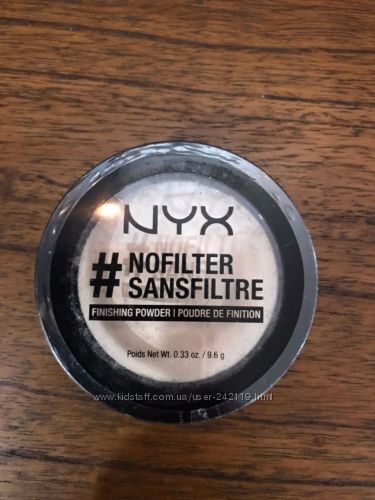 NYX
#NOFILTER
SANSFILTRE
FINISHING POWDER | POUDRE DE FINITION
Poids Net Wt. 0.33 oz. / 9.6 g
www.kidstaff.com.ua/user-242119.html